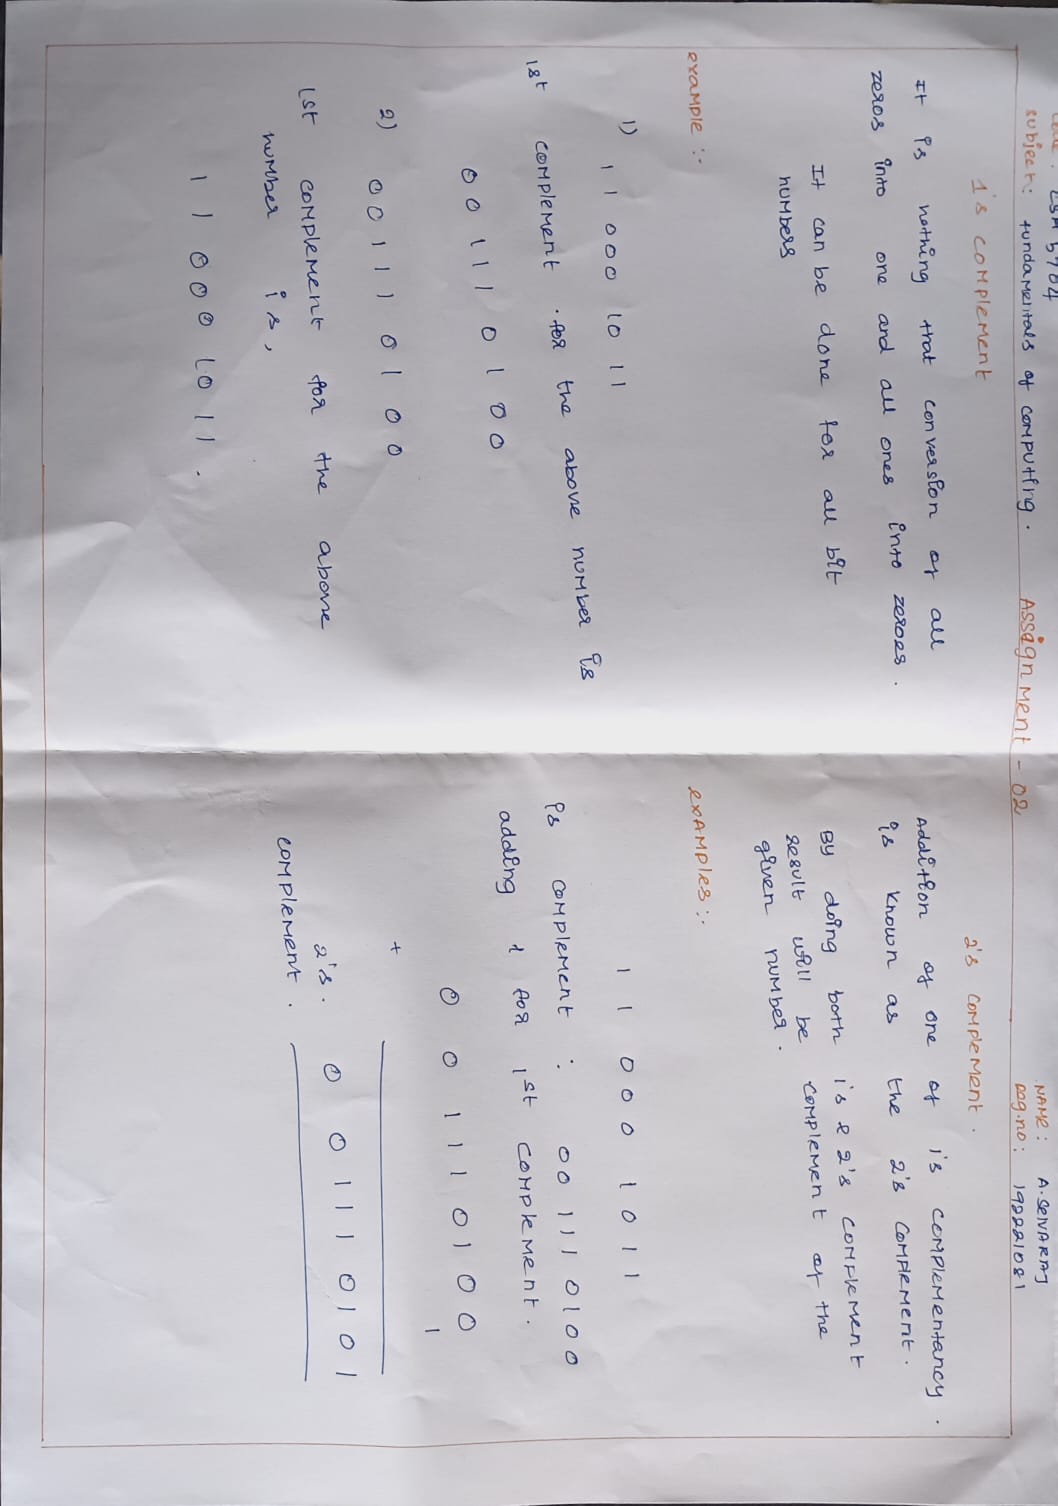 CSA 5704
subject: fundamentals of computing.
Assignment - 02
NAME: A. SelVARAJ
Reg.no: 192221081
1's complement
It is nothing that conversion of all
zeros into one and all ones into zeroes.
It can be done for all bit
numbers
example :-
1) 1 1 0 0 0 1 0 1 1
1st complement for the above number is
0 0 1 1 1 0 1 0 0
2) 0 0 1 1 1 0 1 0 0
1st complement for the above
number is,
1 1 0 0 0 1 0 1 1 .
2's complement.
Addition of one of 1's complementancy.
is known as the 2's complement.
By doing both 1's & 2's complement
result will be complement of the
given number.
examples :-
1 1 0 0 0 1 0 1 1
1s complement : 0 0 1 1 1 0 1 0 0
adding 1 for 1st complement.
0 0 1 1 1 0 1 0 0
1
+
2's. 0 0 1 1 1 0 1 0 1
complement.